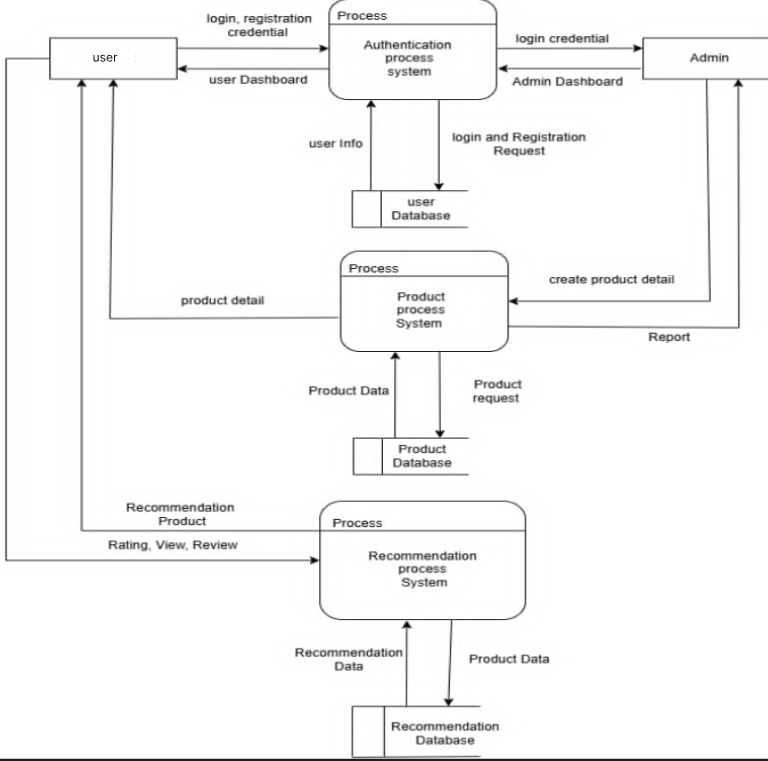 Process
login, registration
credential
Authentication
process
system
login credential
user
Admin
user Dashboard
Admin Dashboard
user Info
login and Registration
Request
user
Database
Process
create product detail
product detail
Product
process
System
Report
Product Data
Product
request
Product
Database
Recommendation
Product
Process
Rating, View, Review
Recommendation
process
System
Recommendation
Data
Product Data
Recommendation
Database